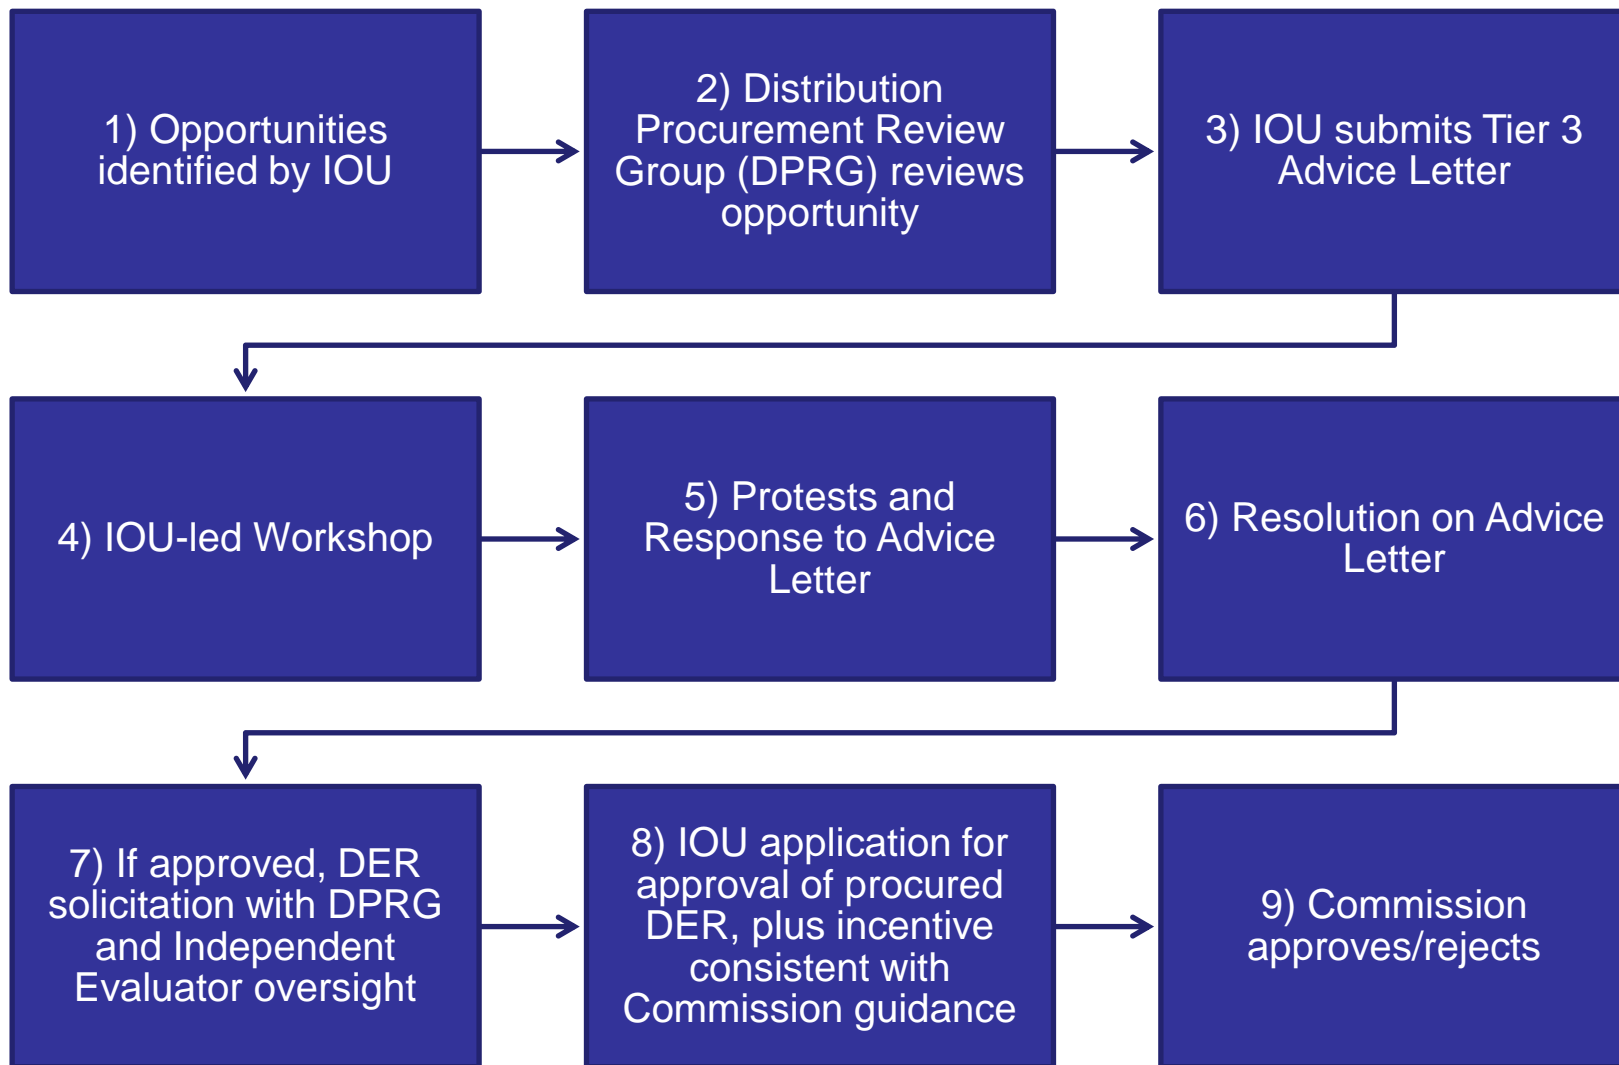 1) Opportunities
identified by IOU
2) Distribution
Procurement Review
Group (DPRG) reviews
opportunity
3) IOU submits Tier 3
Advice Letter
4) IOU-led Workshop
5) Protests and
Response to Advice
Letter
6) Resolution on Advice
Letter
7) If approved, DER
solicitation with DPRG
and Independent
Evaluator oversight
8) IOU application for
approval of procured
DER, plus incentive
consistent with
Commission guidance
9) Commission
approves/rejects